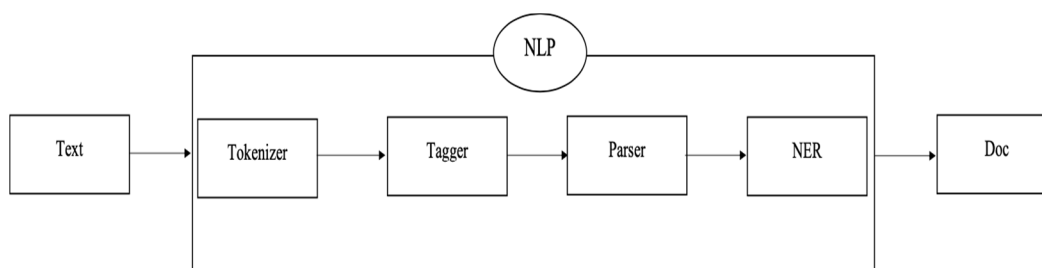 NLP
Text
Tokenizer
Tagger
Parser
NER
Doc